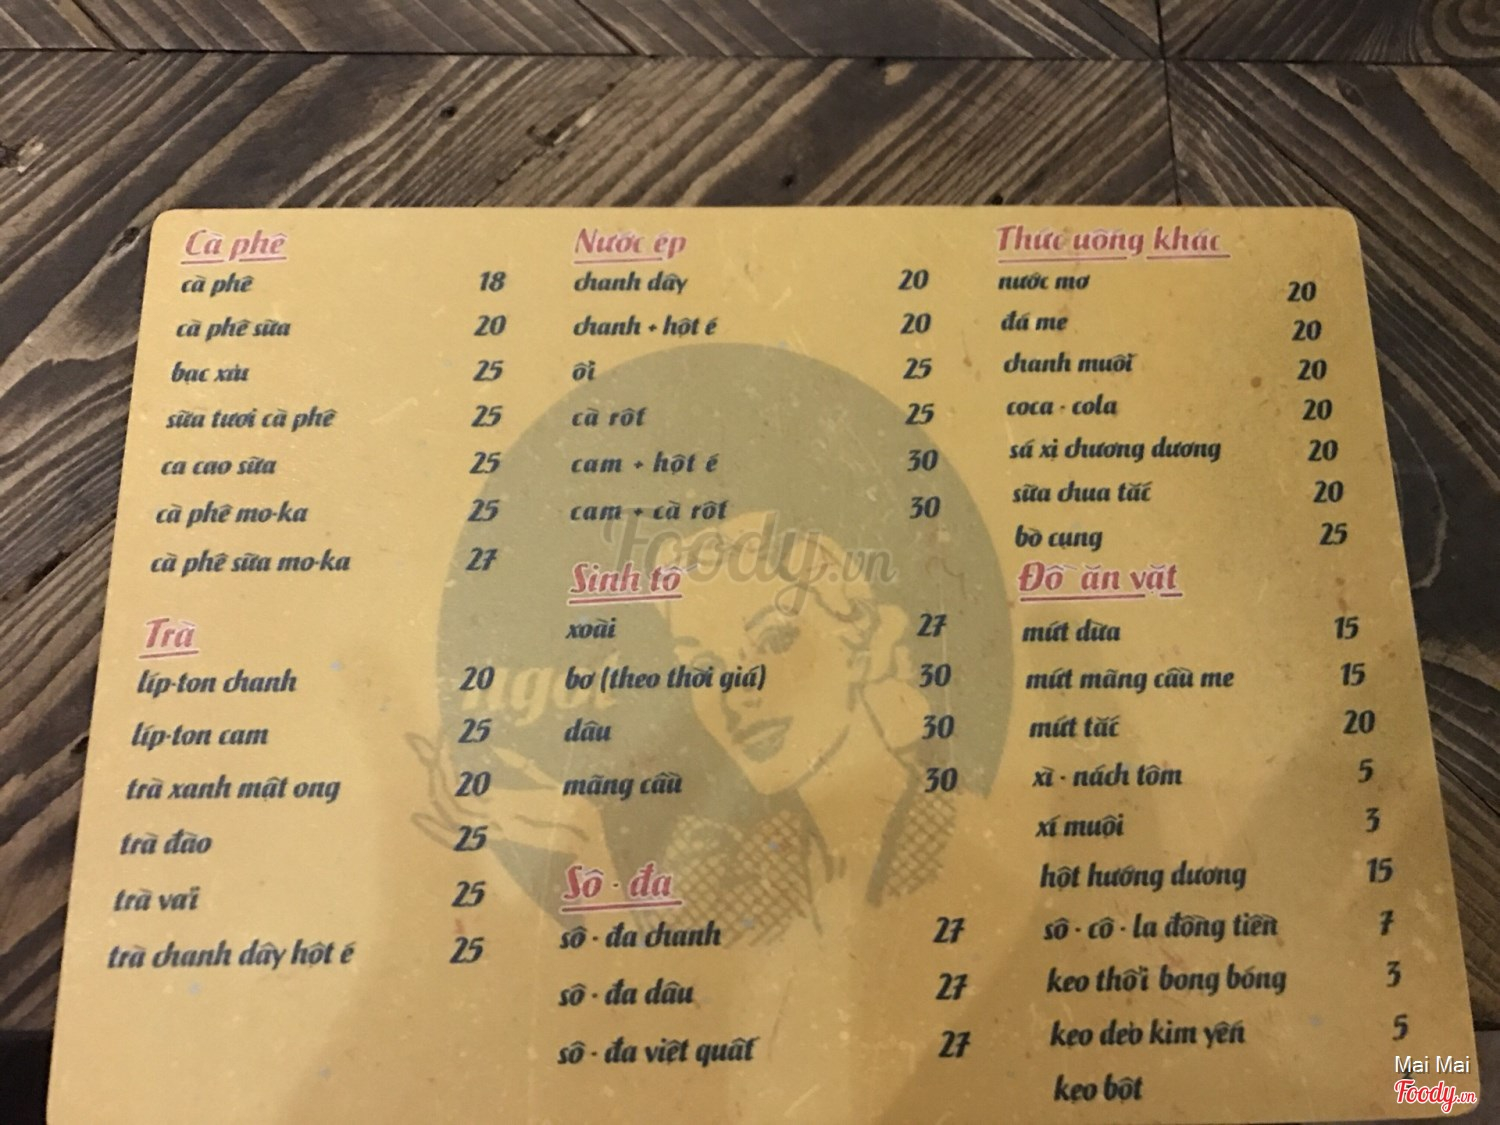 Cà phê
cà phê 18
cà phê sữa 20
bạc xỉu 25
sữa tươi cà phê 25
ca cao sữa 25
cà phê mo-ka 25
cà phê sữa mo-ka 27
Trà
líp-ton chanh 20
líp-ton cam 25
trà xanh mật ong 20
trà đào 25
trà vải 25
trà chanh dây hột é 25
Nước ép
chanh dây 20
chanh + hột é 20
ổi 25
cà rốt 25
cam + hột é 30
cam + cà rốt 30
Sinh tố
xoài 27
bơ (theo thời giá) 30
dâu 30
mãng cầu 30
Sô - đa
sô - đa chanh 27
sô - đa dâu 27
sô - đa việt quất 27
Thức uống khác
nước mơ 20
đá me 20
chanh muối 20
coca - cola 20
sá xị chương dương 20
sữa chua tắc 20
bò cụng 25
Đồ ăn vặt
mứt dừa 15
mứt mãng cầu me 15
mứt tắc 20
xì - nách tôm 5
xí muội 3
hột hướng dương 15
sô - cô - la đồng tiền 7
kẹo thổi bong bóng 3
kẹo dẻo kim yến 5
kẹo bột
ngọt
Foody.vn
Mai Mai
Foody.vn